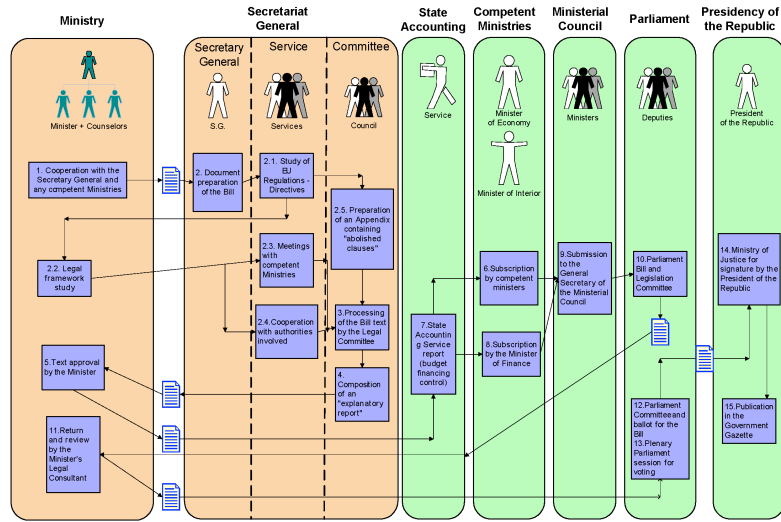 Ministry
Secretariat
General
State
Accounting
Competent
Ministries
Ministerial
Council
Parliament
Presidency of
the Republic
Secretary
General
Service
Committee
Minister + Counselors
S.G.
Services
Council
Service
Minister
of Economy
Minister of Interior
Ministers
Deputies
President
of the Republic
1. Cooperation with the
Secretary General and
any competent Ministries
2. Document
preparation
of the Bill
2.1. Study of
EU
Regulations -
Directives
2.2. Legal
framework
study
2.3. Meetings
with
competent
Ministries
2.4.Cooperation
with authorities
involved
2.5. Preparation
of an Appendix
containing
"abolished
clauses"
3.Processing
of the Bill text
by the Legal
Committee
4.
Composition
of an
"explanatory
report"
5.Text approval
by the Minister
11.Return
and review
by the
Minister's
Legal
Consultant
7.State
Accountin
g Service
report
(budget
financing
control)
6.Subscription
by competent
ministers
8.Subscription
by the Minister
of Finance
9.Submission
to the
General
Secretary of
the Ministerial
Council
10.Parliament
Bill and
Legislation
Committee
12.Parliament
Committee and
ballot for the
Bill
13.Plenary
Parliament
session for
voting
14.Ministry of
Justice for
signature by the
President of the
Republic
15.Publication
in the
Government
Gazette